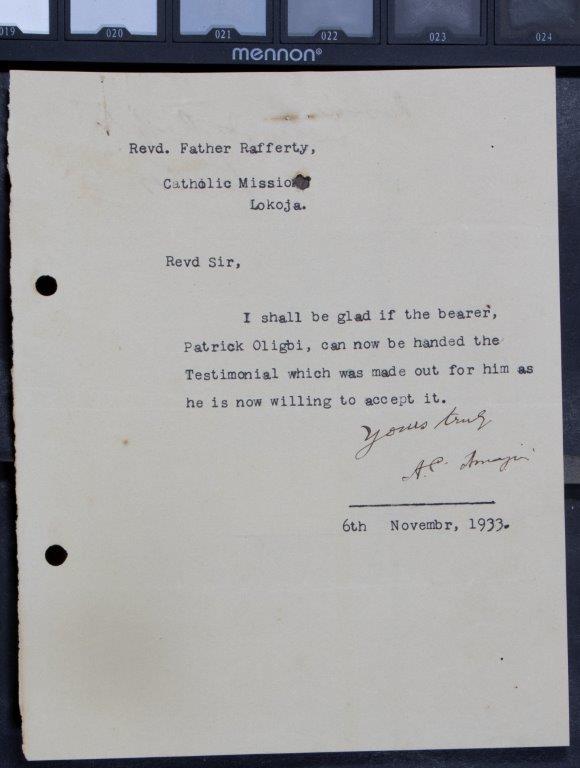 019
020
021
022
023
024
mennon®
Revd. Father Rafferty,
Catholic Mission
Lokoja.
Revd Sir,
I shall be glad if the bearer,
Patrick Oligbi, can now be handed the
Testimonial which was made out for him as
he is now willing to accept it.
Yours truly
A.E.
6th Novembr, 1933.